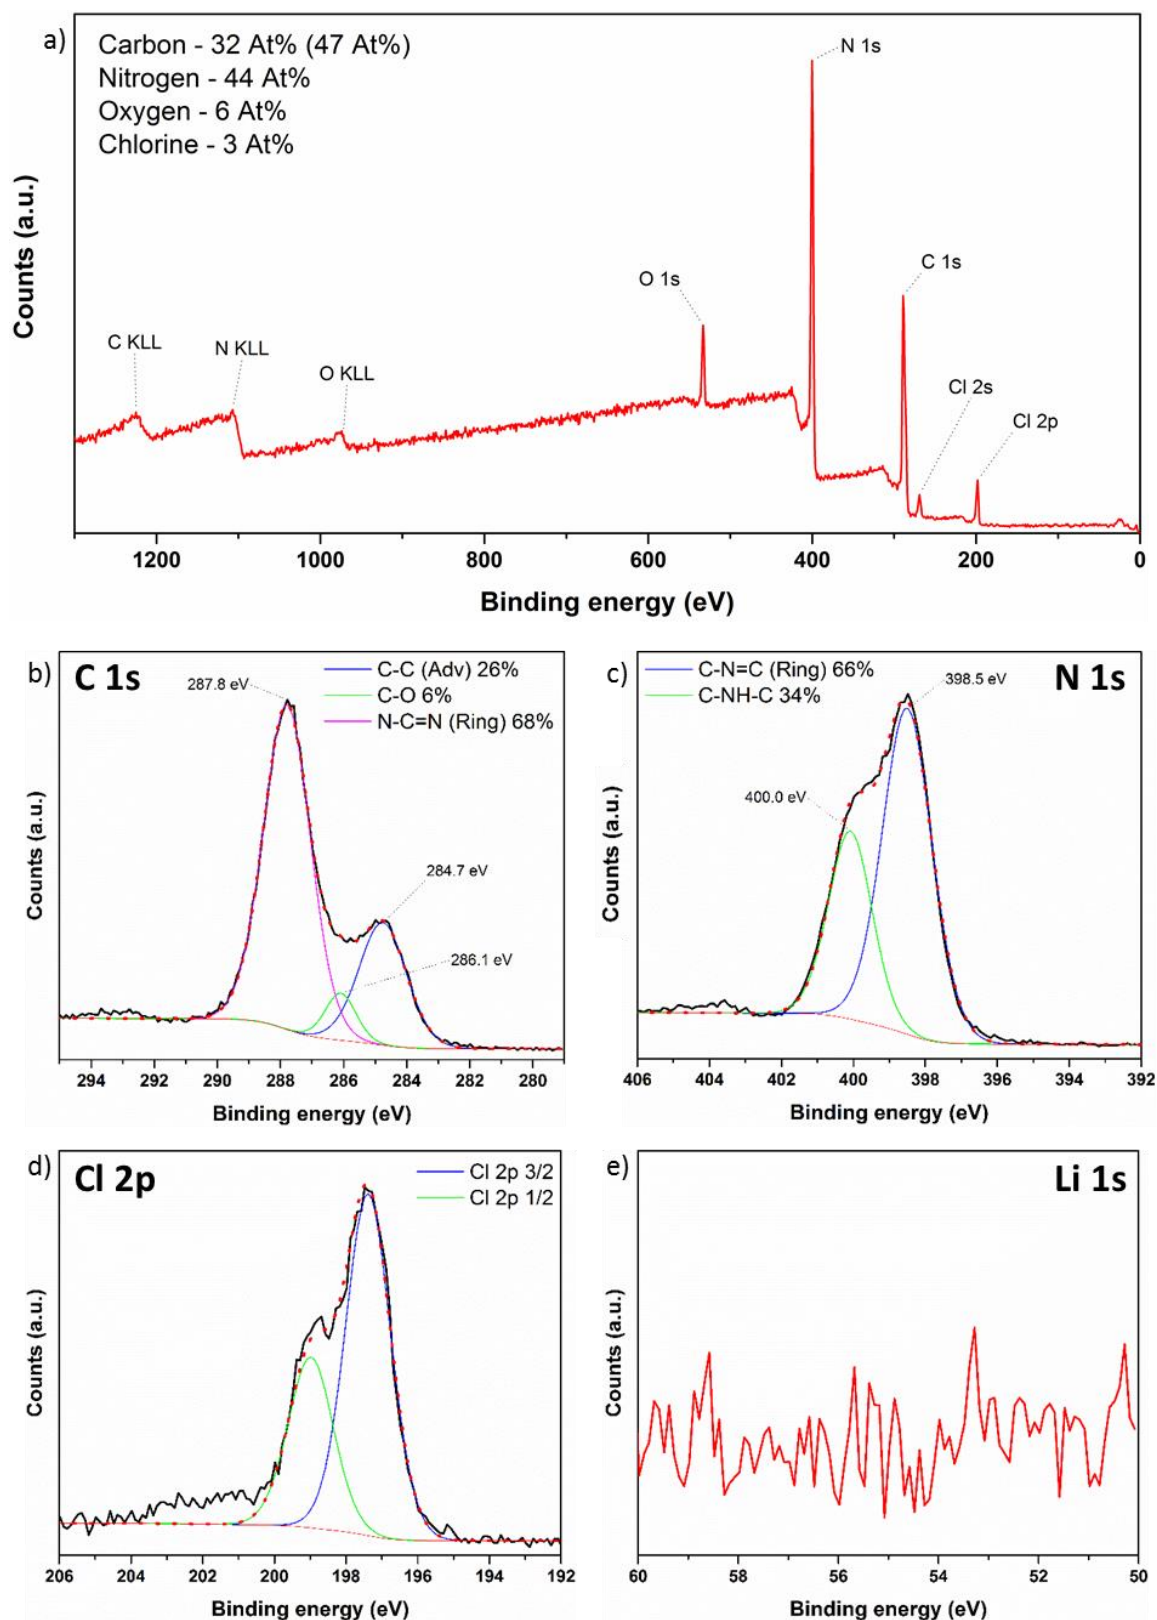 a)
Carbon - 32 At% (47 At%)
Nitrogen - 44 At%
Oxygen - 6 At%
Chlorine - 3 At%
N 1s
C 1s
O 1s
C KLL
N KLL
O KLL
Cl 2s
Cl 2p
Counts (a.u.)
1200
1000
800
600
400
200
0
Binding energy (eV)
b)
C 1s
C-C (Adv) 26%
C-O 6%
N-C=N (Ring) 68%
287.8 eV
284.7 eV
286.1 eV
Counts (a.u.)
294
292
290
288
286
284
282
280
Binding energy (eV)
c)
C-N=C (Ring) 66%
C-NH-C 34%
N 1s
398.5 eV
400.0 eV
Counts (a.u.)
406
404
402
400
398
396
394
392
Binding energy (eV)
d)
Cl 2p
Cl 2p 3/2
Cl 2p 1/2
Counts (a.u.)
206
204
202
200
198
196
194
192
Binding energy (eV)
e)
Li 1s
Counts (a.u.)
60
58
56
54
52
50
Binding energy (eV)